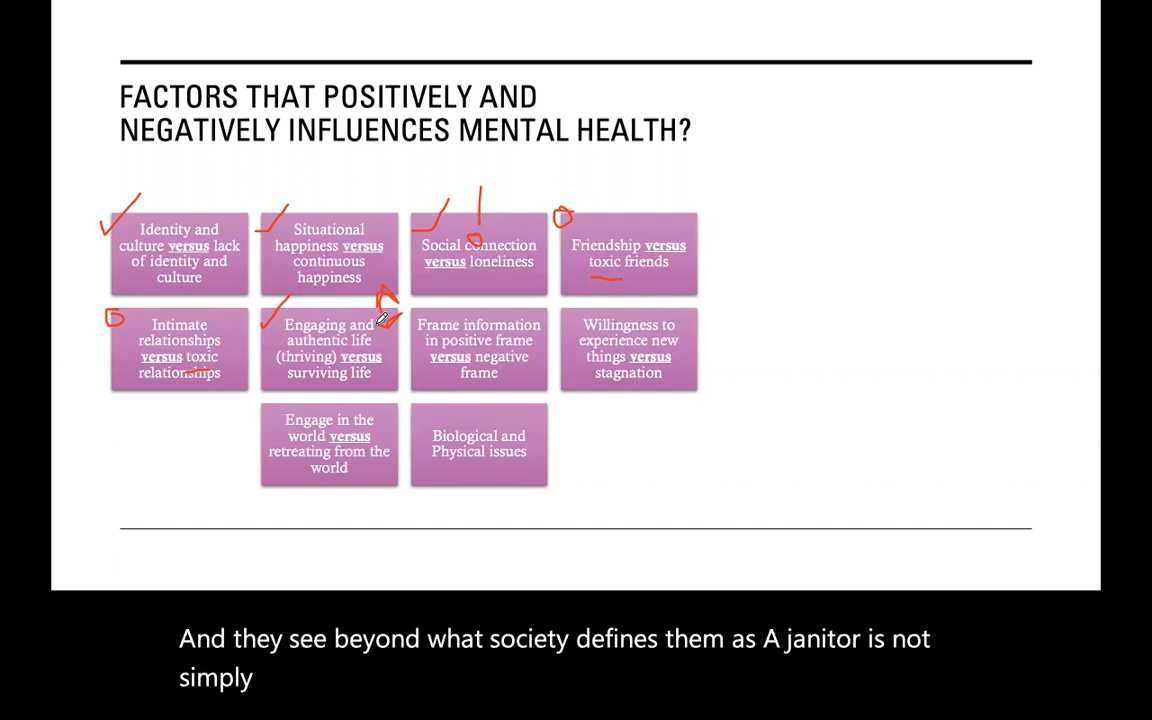 FACTORS THAT POSITIVELY AND
NEGATIVELY INFLUENCES MENTAL HEALTH?
Identity and
culture versus lack
of identity and
culture
Situational
happiness versus
continuous
happiness
Social connection
versus loneliness
Friendship versus
toxic friends
Intimate
relationships
versus toxic
relationships
Engaging and
authentic life
(thriving) versus
surviving life
Frame information
in positive frame
versus negative
frame
Willingness to
experience new
things versus
stagnation
Engage in the
world versus
retreating from the
world
Biological and
Physical issues
And they see beyond what society defines them as A janitor is not
simply